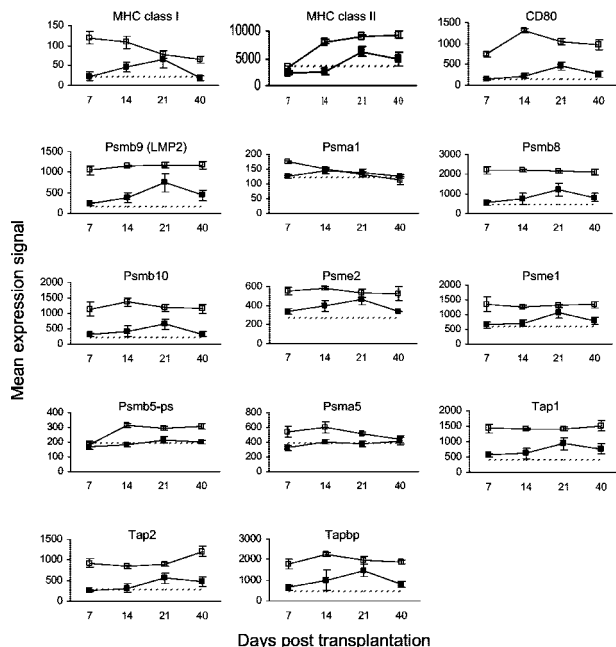 MHC class I
150
100
50
0
7 14 21 40
MHC class II
10000
5000
0
7 14 21 40
CD80
1500
1000
500
0
7 14 21 40
Psmb9 (LMP2)
1500
1000
500
0
7 14 21 40
Psma1
200
150
100
50
0
7 14 21 40
Psmb8
3000
2000
1000
0
7 14 21 40
Psmb10
2000
1500
1000
500
0
7 14 21 40
Psme2
600
400
200
0
7 14 21 40
Psme1
2000
1500
1000
500
0
7 14 21 40
Psmb5-ps
400
300
200
100
0
7 14 21 40
Psma5
800
600
400
200
0
7 14 21 40
Tap1
2000
1500
1000
500
0
7 14 21 40
Tap2
1500
1000
500
0
7 14 21 40
Tapbp
3000
2000
1000
0
7 14 21 40
Mean expression signal
Days post transplantation